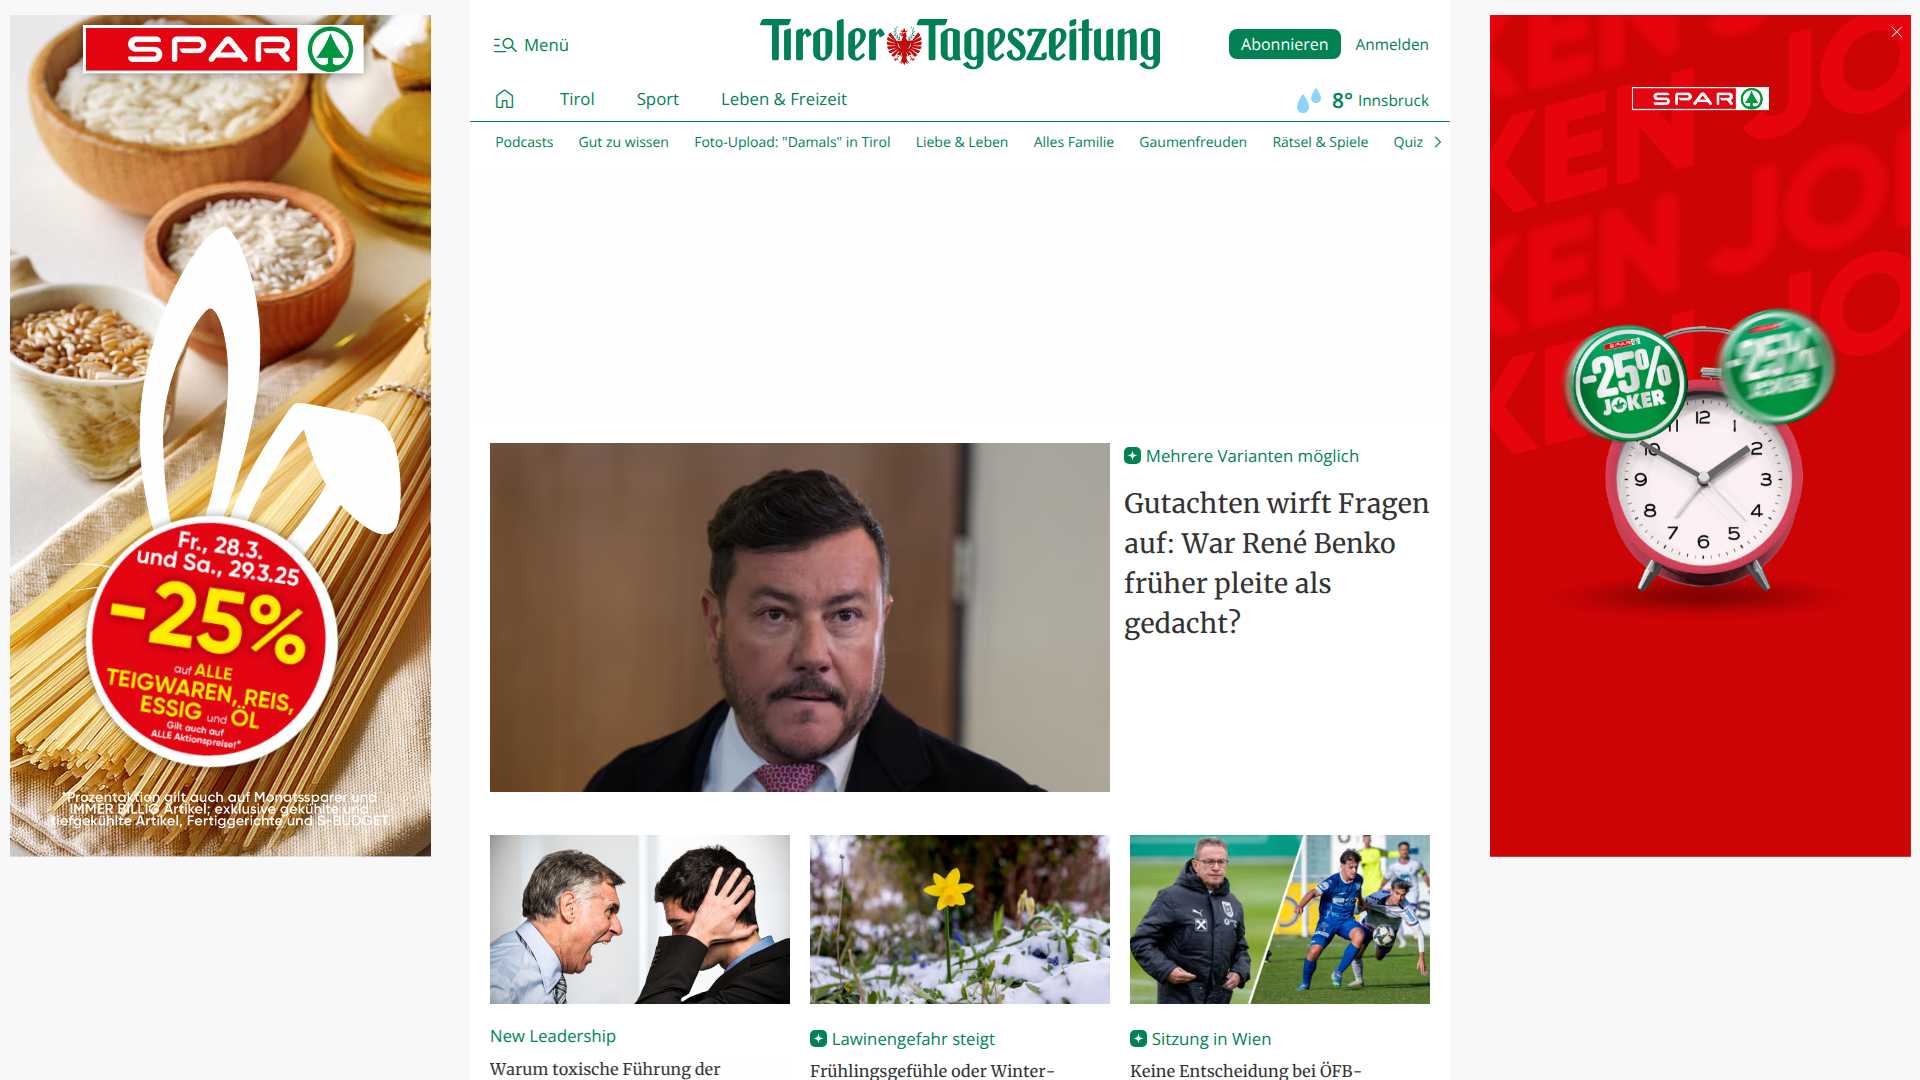 SPAR
Fr., 28.3.
und Sa., 29.3.25
-25%
auf ALLE
TEIGWAREN, REIS,
ESSIG und ÖL
Gilt auch auf
ALLE Aktionspreise!*
*Prozentaktion gilt auch auf Monatssparer und
IMMER BILLIG Artikel; exklusive gekühlte und
tiefgekühlte Artikel, Fertiggerichte und S-BUDGET.
Menü
Tiroler Tageszeitung
Abonnieren
Anmelden
Tirol
Sport
Leben & Freizeit
8° Innsbruck
Podcasts
Gut zu wissen
Foto-Upload: "Damals" in Tirol
Liebe & Leben
Alles Familie
Gaumenfreuden
Rätsel & Spiele
Quiz
Mehrere Varianten möglich
Gutachten wirft Fragen
auf: War René Benko
früher pleite als
gedacht?
New Leadership
Warum toxische Führung der
Lawinengefahr steigt
Frühlingsgefühle oder Winter-
Sitzung in Wien
Keine Entscheidung bei ÖFB-
SPAR
SPAR
-25%
JOKER
-25%
JOKER
12
1
2
3
4
5
6
7
8
9
10
11